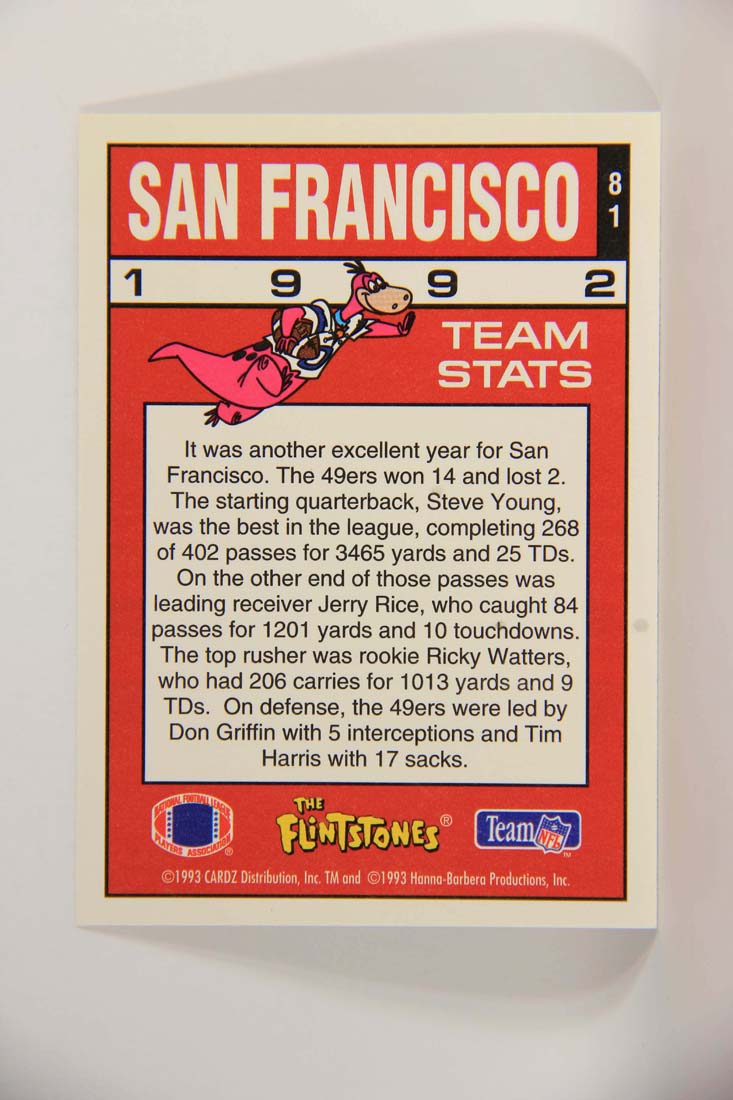 SAN FRANCISCO
81
1992
TEAM
STATS
It was another excellent year for San
Francisco. The 49ers won 14 and lost 2.
The starting quarterback, Steve Young,
was the best in the league, completing 268
of 402 passes for 3465 yards and 25 TDs.
On the other end of those passes was
leading receiver Jerry Rice, who caught 84
passes for 1201 yards and 10 touchdowns.
The top rusher was rookie Ricky Watters,
who had 206 carries for 1013 yards and 9
TDs. On defense, the 49ers were led by
Don Griffin with 5 interceptions and Tim
Harris with 17 sacks.
NATIONAL FOOTBALL LEAGUE
PLAYERS ASSOCIATION ®
THE
FLINTSTONES ®
Team NFL ™
©1993 CARDZ Distribution, Inc. TM and ©1993 Hanna-Barbera Productions, Inc.